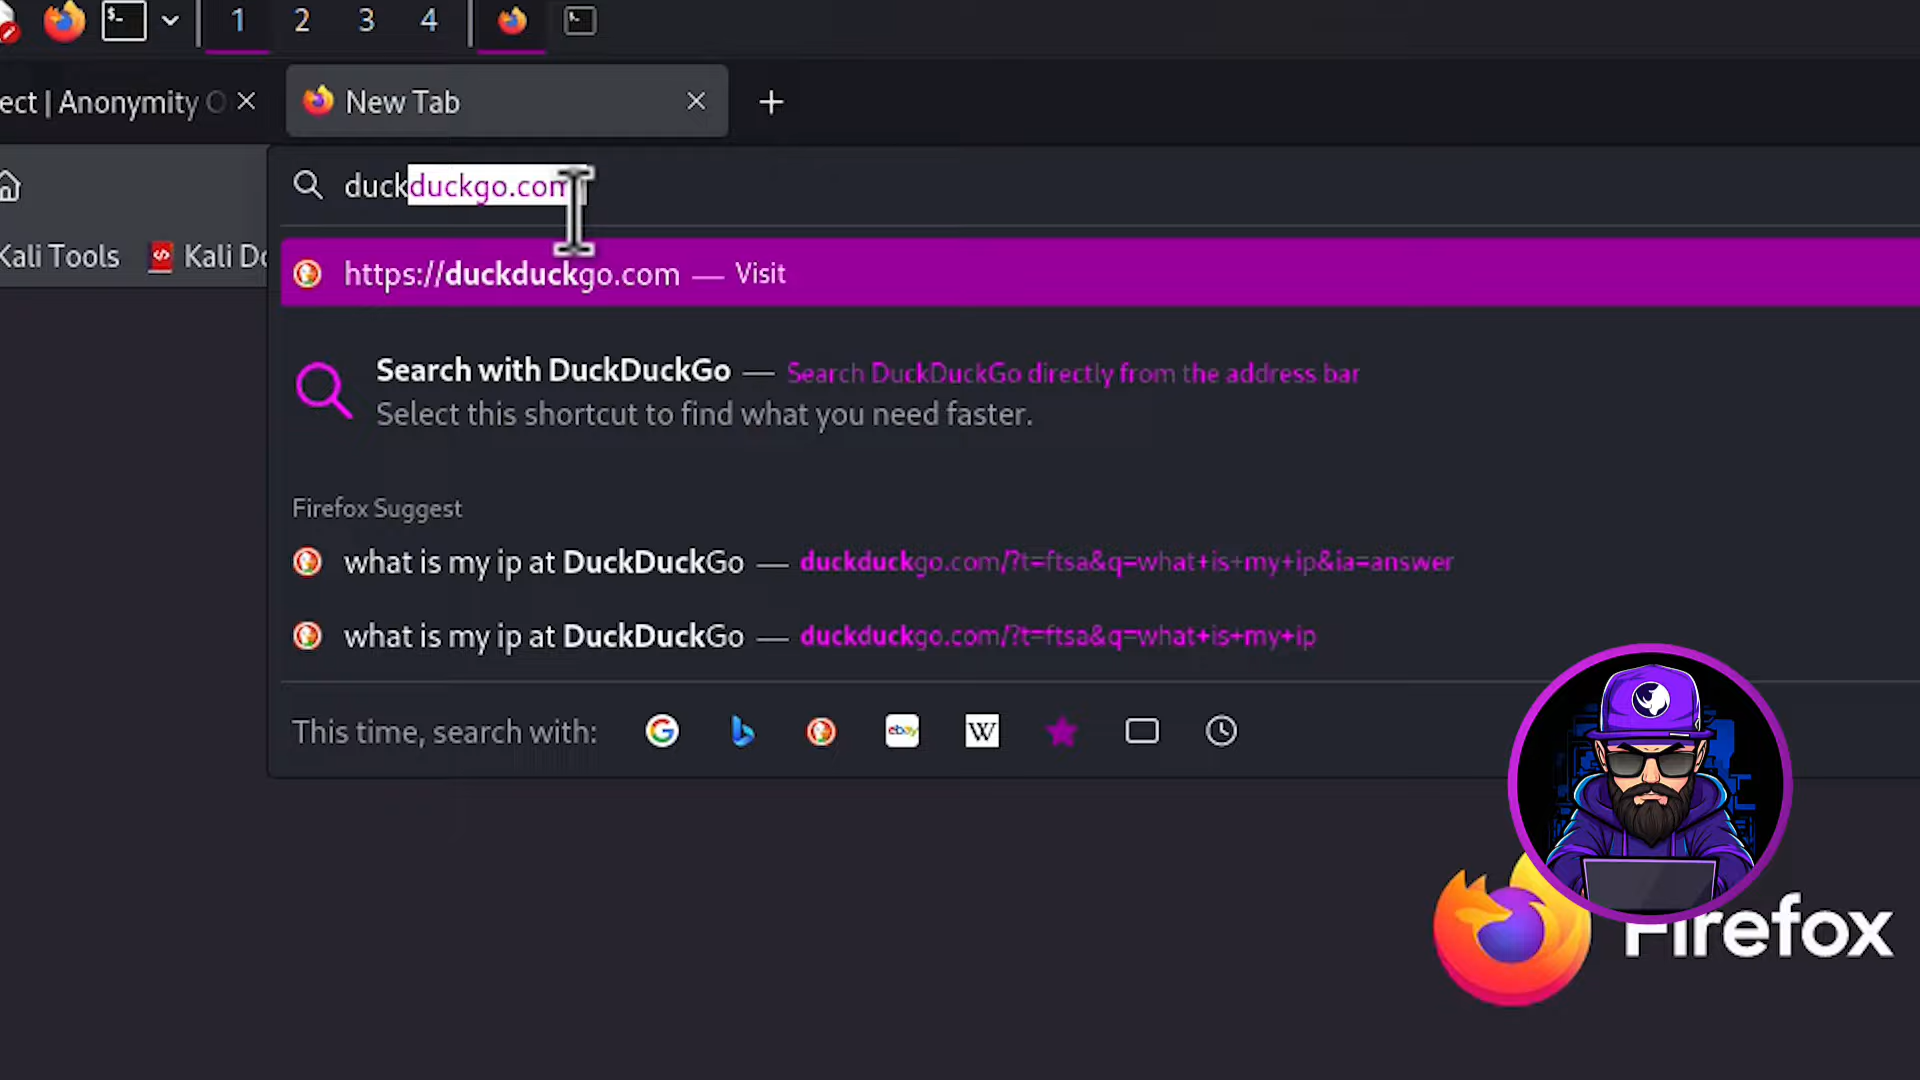 $-
1 2 3 4
ect | Anonymity O
New Tab
duckduckgo.com
Kali Tools
Kali Do
https://duckduckgo.com — Visit
Search with DuckDuckGo — Search DuckDuckGo directly from the address bar
Select this shortcut to find what you need faster.
Firefox Suggest
what is my ip at DuckDuckGo — duckduckgo.com/?t=ftsa&q=what+is+my+ip&ia=answer
what is my ip at DuckDuckGo — duckduckgo.com/?t=ftsa&q=what+is+my+ip
This time, search with:
G
ebay
W
Firefox